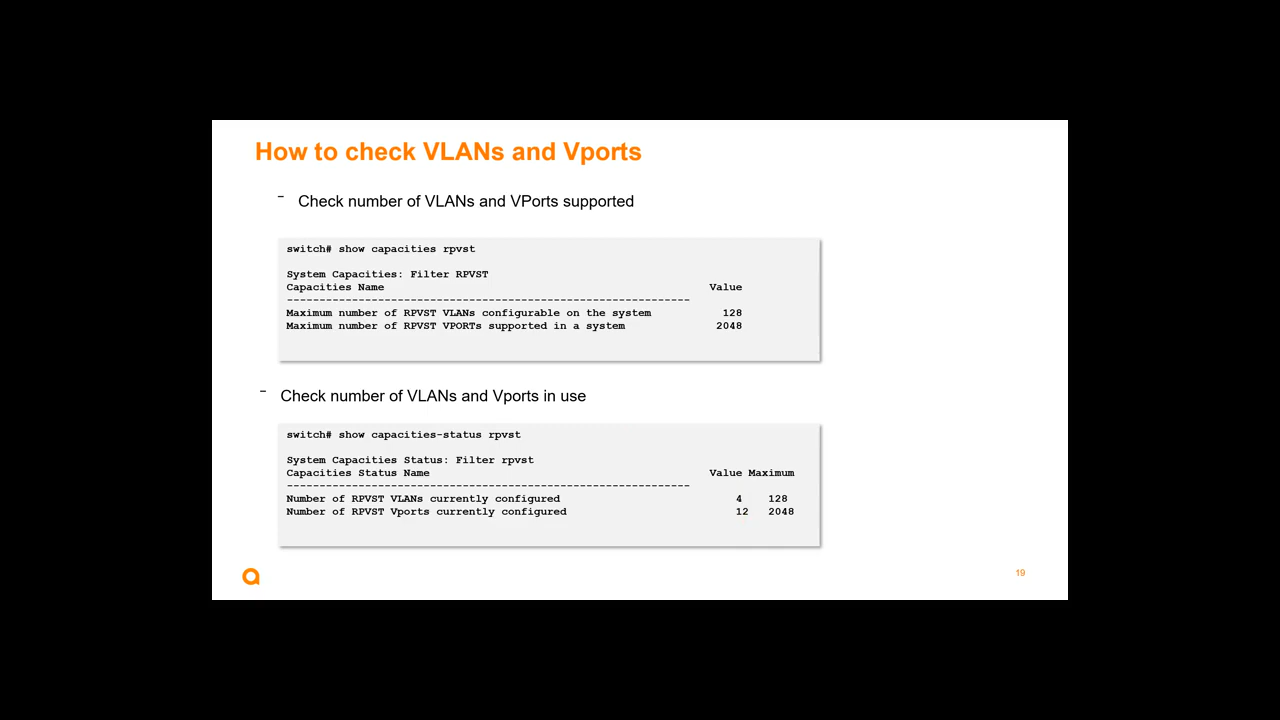 How to check VLANs and Vports
– Check number of VLANs and VPorts supported
switch# show capacities rpvst
System Capacities: Filter RPVST
Capacities Name Value
--------------------------------------------------------------
Maximum number of RPVST VLANs configurable on the system 128
Maximum number of RPVST VPORTs supported in a system 2048
– Check number of VLANs and Vports in use
switch# show capacities-status rpvst
System Capacities Status: Filter rpvst
Capacities Status Name Value Maximum
--------------------------------------------------------------
Number of RPVST VLANs currently configured 4 128
Number of RPVST Vports currently configured 12 2048
19